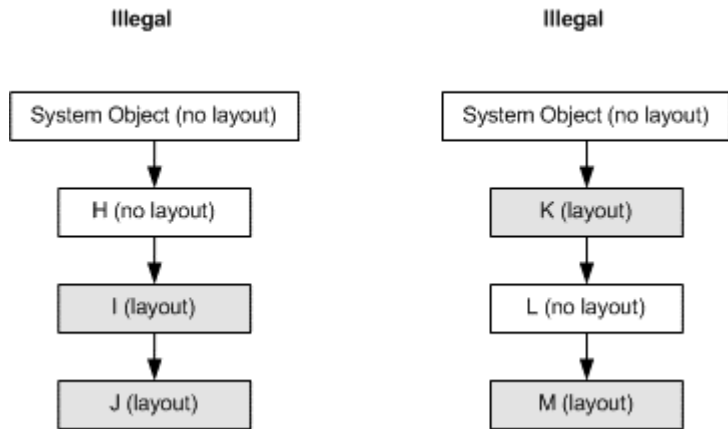 Illegal
System Object (no layout)
H (no layout)
I (layout)
J (layout)
Illegal
System Object (no layout)
K (layout)
L (no layout)
M (layout)